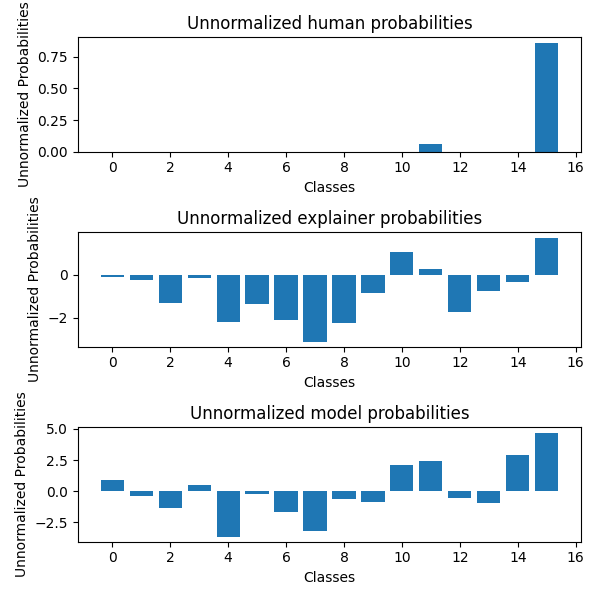 Unnormalized human probabilities
Unnormalized Probabilities
0.75
0.50
0.25
0.00
0 2 4 6 8 10 12 14 16
Classes
Unnormalized explainer probabilities
Unnormalized Probabilities
0
−2
0 2 4 6 8 10 12 14 16
Classes
Unnormalized model probabilities
Unnormalized Probabilities
5.0
2.5
0.0
−2.5
0 2 4 6 8 10 12 14 16
Classes